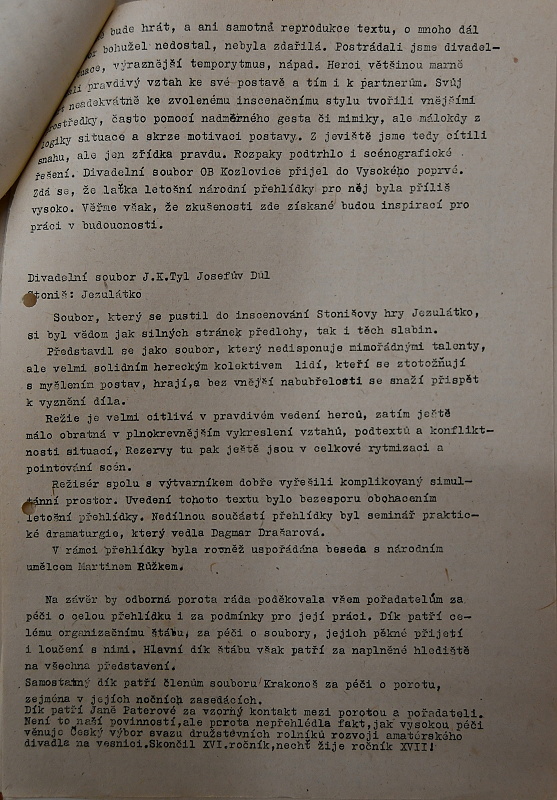 bude hrát, a ani samotná reprodukce textu, o mnoho dál
bohužel nedostal, nebyla zdařilá. Postrádali jsme divadel-
výraznější temporytmus, nápad. Herci většinou marně
pravdivý vztah ke své postavě a tím i k partnerům. Svůj
neadekvátně ke zvolenému inscenačnímu stylu tvořili vnějšími
prostředky, často pomocí nadměrného gesta či mimiky, ale málokdy z
logiky situace a skrze motivaci postavy. Z jeviště jsme tedy cítili
snahu, ale jen zřídka pravdu. Rozpaky podtrhlo i scénografické
řešení. Divadelní soubor OB Kozlovice přijel do Vysokého poprvé.
Zdá se, že laťka letošní národní přehlídky pro něj byla příliš
vysoko. Věřme však, že zkušenosti zde získané budou inspirací pro
práci v budoucnosti.
Divadelní soubor J.K.Tyl Josefův Důl
Stoniš: Jezulátko
Soubor, který se pustil do inscenování Stonišovy hry Jezulátko,
si byl vědom jak silných stránek předlohy, tak i těch slabin.
Představil se jako soubor, který nedisponuje mimořádnými talenty,
ale velmi solidním hereckým kolektivem lidí, kteří se ztotožňují
s myšlením postav, hrají,a bez vnější nabubřelosti se snaží přispět
k vyznění díla.
Režie je velmi citlivá v pravdivém vedení herců, zatím ještě
málo obratná v plnokrevnějším vykreslení vztahů, podtextů a konflikt-
nosti situací, Rezervy tu pak ještě jsou v celkové rytmizaci a
pointování scén.
Režisér spolu s výtvarníkem dobře vyřešili komplikovaný simul-
tánní prostor. Uvedení tohoto textu bylo bezesporu obohacením
letošní přehlídky. Nedílnou součástí přehlídky byl seminář praktic-
ké dramaturgie, který vedla Dagmar Drašarová.
V rámci přehlídky byla rovněž uspořádána beseda s národním
umělcem Martinem Růžkem.
Na závěr by odborná porota ráda poděkovala všem pořadatelům za
péči o celou přehlídku i za podmínky pro její práci. Dík patří ce-
lému organizačnímu štábu, za péči o soubory, jejich pěkné přijetí
i loučení s nimi. Hlavní dík štábu však patří za naplněné hlediště
na všechna představení.
Samostatný dík patří členům souboru Krakonoš za péči o porotu,
zejména v jejích nočních zasedácích.
Dík patří Janě Paterové za vzorný kontakt mezi porotou a pořadateli.
Není to naší povinností,ale porota nepřehlédla fakt,jak vysokou péči
věnuje Český výbor svazu družstevních rolníků rozvoji amatérského
divadla na vesnici.Skončil XVI.ročník,nechť žije ročník XVII!